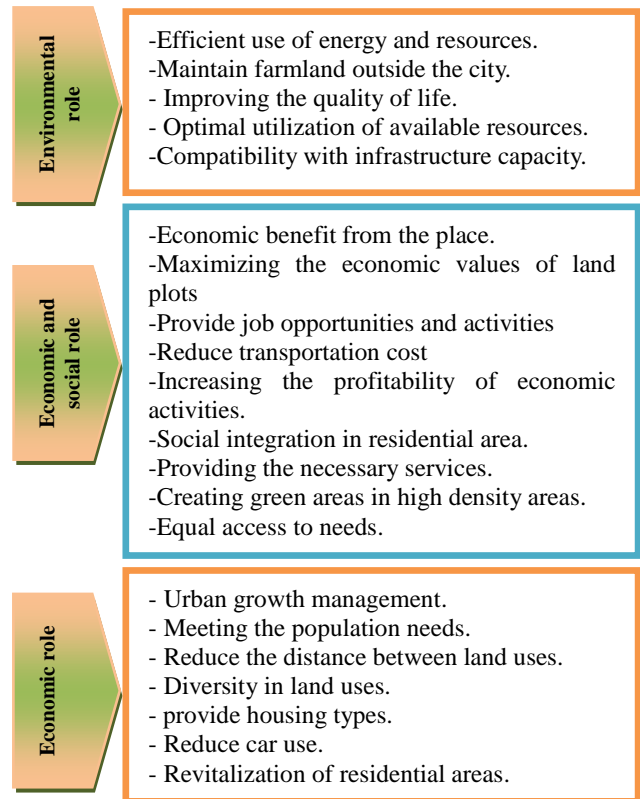 Environmental
role
-Efficient use of energy and resources.
-Maintain farmland outside the city.
- Improving the quality of life.
- Optimal utilization of available resources.
-Compatibility with infrastructure capacity.
Economic and
social role
-Economic benefit from the place.
-Maximizing the economic values of land
plots
-Provide job opportunities and activities
-Reduce transportation cost
-Increasing the profitability of economic
activities.
-Social integration in residential area.
-Providing the necessary services.
-Creating green areas in high density areas.
-Equal access to needs.
Economic role
- Urban growth management.
- Meeting the population needs.
- Reduce the distance between land uses.
- Diversity in land uses.
- provide housing types.
- Reduce car use.
- Revitalization of residential areas.